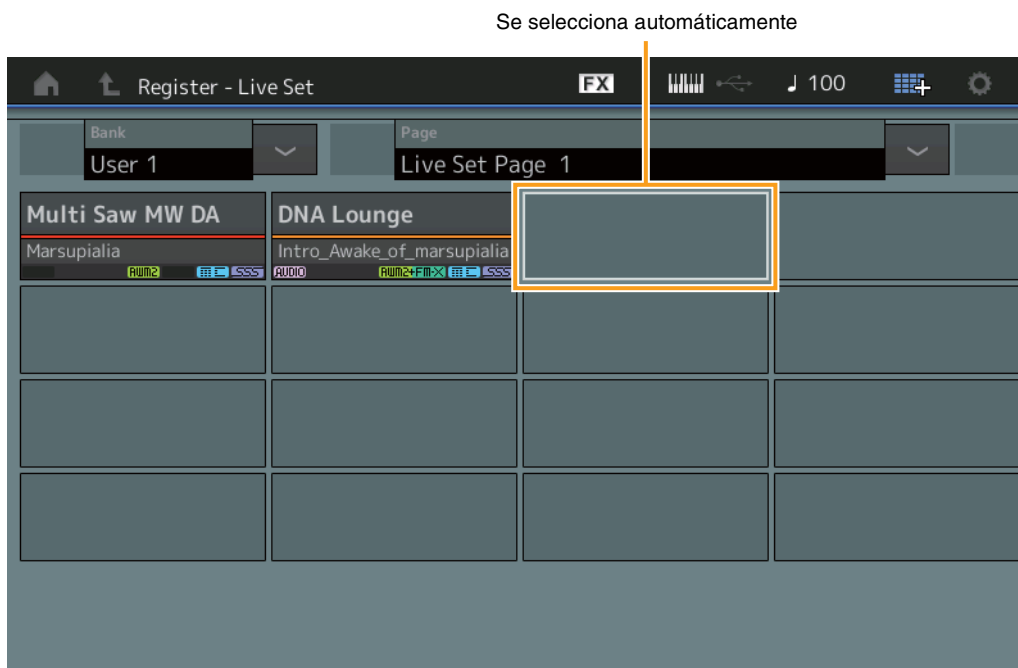 Se selecciona automáticamente
Register - Live Set
FX
100
Bank
User 1
Page
Live Set Page 1
Multi Saw MW DA
Marsupialia
AWM2
SSS
DNA Lounge
Intro_Awake_of_marsupialia
AUDIO
AWM2+FM-X
SSS